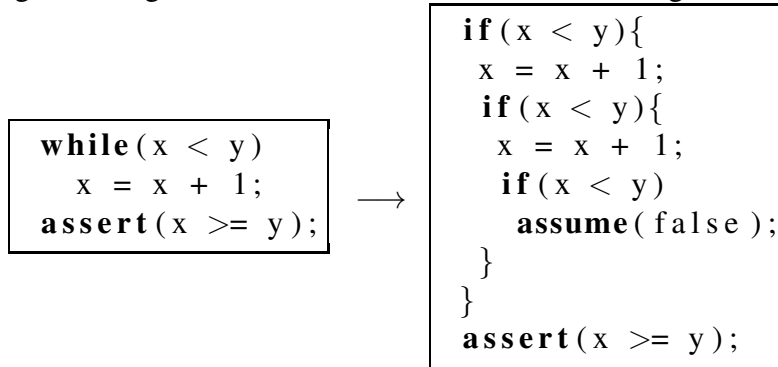 while(x < y)
x = x + 1;
assert(x >= y);
⟶
if(x < y){
x = x + 1;
if(x < y){
x = x + 1;
if(x < y)
assume(false);
}
}
assert(x >= y);